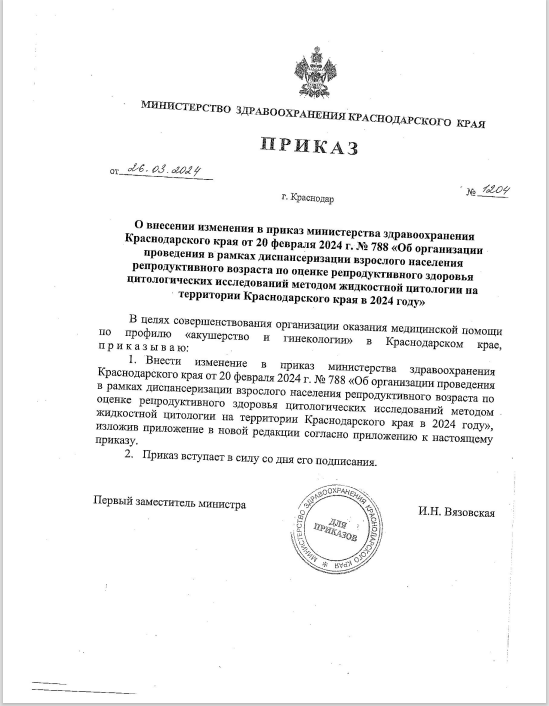 МИНИСТЕРСТВО ЗДРАВООХРАНЕНИЯ КРАСНОДАРСКОГО КРАЯ
ПРИКАЗ
от 26.03.2024
№ 1204
г. Краснодар
О внесении изменения в приказ министерства здравоохранения
Краснодарского края от 20 февраля 2024 г. № 788 «Об организации
проведения в рамках диспансеризации взрослого населения
репродуктивного возраста по оценке репродуктивного здоровья
цитологических исследований методом жидкостной цитологии на
территории Краснодарского края в 2024 году»
В целях совершенствования организации оказания медицинской помощи
по профилю «акушерство и гинекологии» в Краснодарском крае,
п р и к а з ы в а ю:
1. Внести изменение в приказ министерства здравоохранения
Краснодарского края от 20 февраля 2024 г. № 788 «Об организации проведения
в рамках диспансеризации взрослого населения репродуктивного возраста по
оценке репродуктивного здоровья цитологических исследований методом
жидкостной цитологии на территории Краснодарского края в 2024 году»,
изложив приложение в новой редакции согласно приложению к настоящему
приказу.
2. Приказ вступает в силу со дня его подписания.
Первый заместитель министра
И.Н. Вязовская
МИНИСТЕРСТВО ЗДРАВООХРАНЕНИЯ КРАСНОДАРСКОГО КРАЯ
ДЛЯ
ПРИКАЗОВ